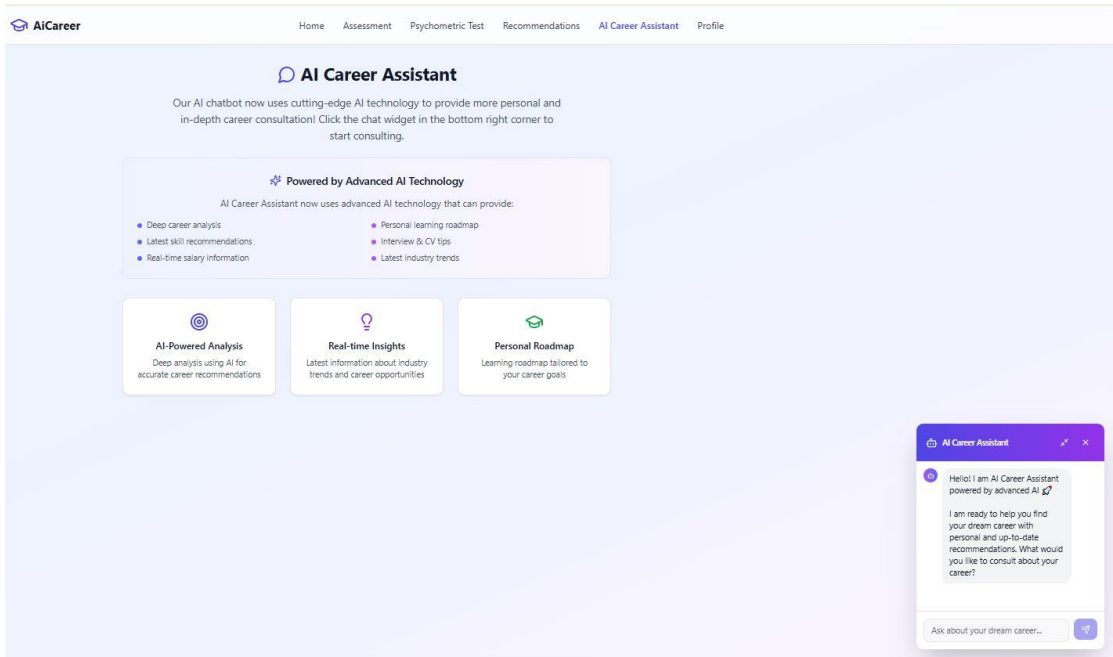 AiCareer
Home Assessment Psychometric Test Recommendations AI Career Assistant Profile
AI Career Assistant
Our AI chatbot now uses cutting-edge AI technology to provide more personal and
in-depth career consultation! Click the chat widget in the bottom right corner to
start consulting.
Powered by Advanced AI Technology
AI Career Assistant now uses advanced AI technology that can provide:
Deep career analysis
Latest skill recommendations
Real-time salary information
Personal learning roadmap
Interview & CV tips
Latest industry trends
AI-Powered Analysis
Deep analysis using AI for
accurate career recommendations
Real-time Insights
Latest information about industry
trends and career opportunities
Personal Roadmap
Learning roadmap tailored to
your career goals
AI Career Assistant
Hello! I am AI Career Assistant
powered by advanced AI 🚀
I am ready to help you find
your dream career with
personal and up-to-date
recommendations. What would
you like to consult about your
career?
Ask about your dream career...